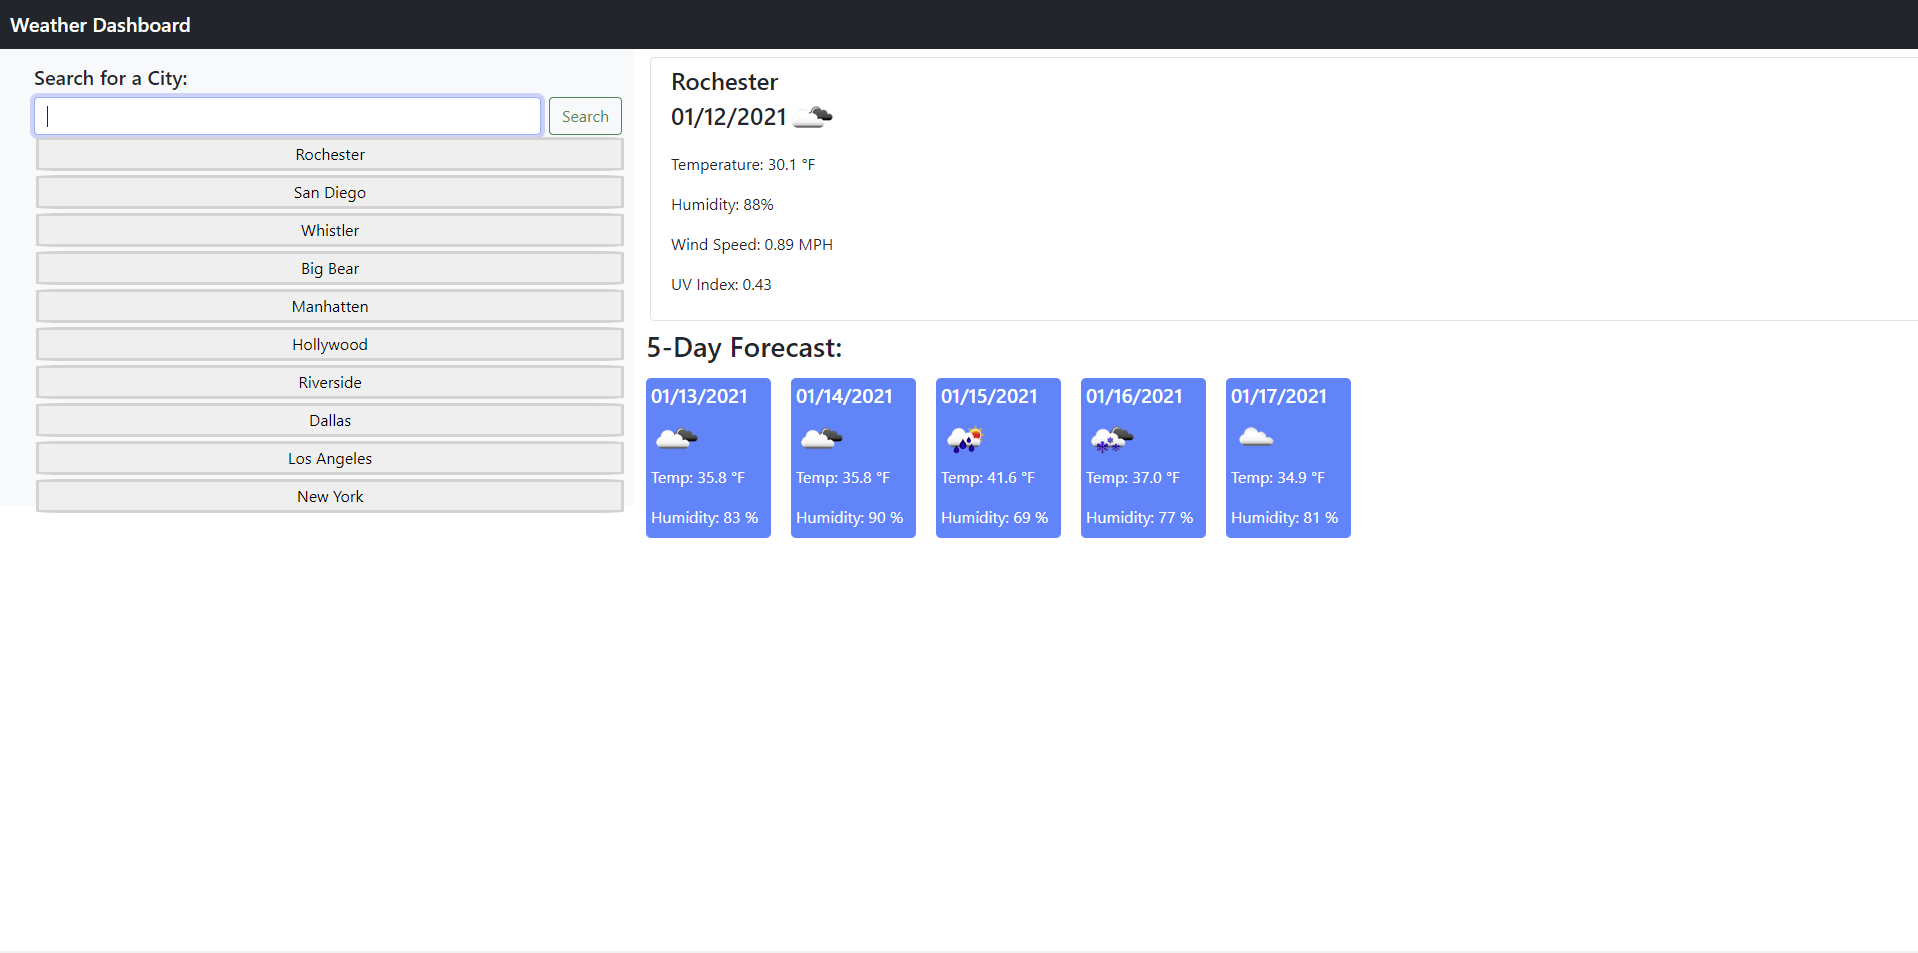 Weather Dashboard
Search for a City:
Search
Rochester
San Diego
Whistler
Big Bear
Manhatten
Hollywood
Riverside
Dallas
Los Angeles
New York
Rochester
01/12/2021
Temperature: 30.1 °F
Humidity: 88%
Wind Speed: 0.89 MPH
UV Index: 0.43
5-Day Forecast:
01/13/2021
Temp: 35.8 °F
Humidity: 83 %
01/14/2021
Temp: 35.8 °F
Humidity: 90 %
01/15/2021
Temp: 41.6 °F
Humidity: 69 %
01/16/2021
Temp: 37.0 °F
Humidity: 77 %
01/17/2021
Temp: 34.9 °F
Humidity: 81 %